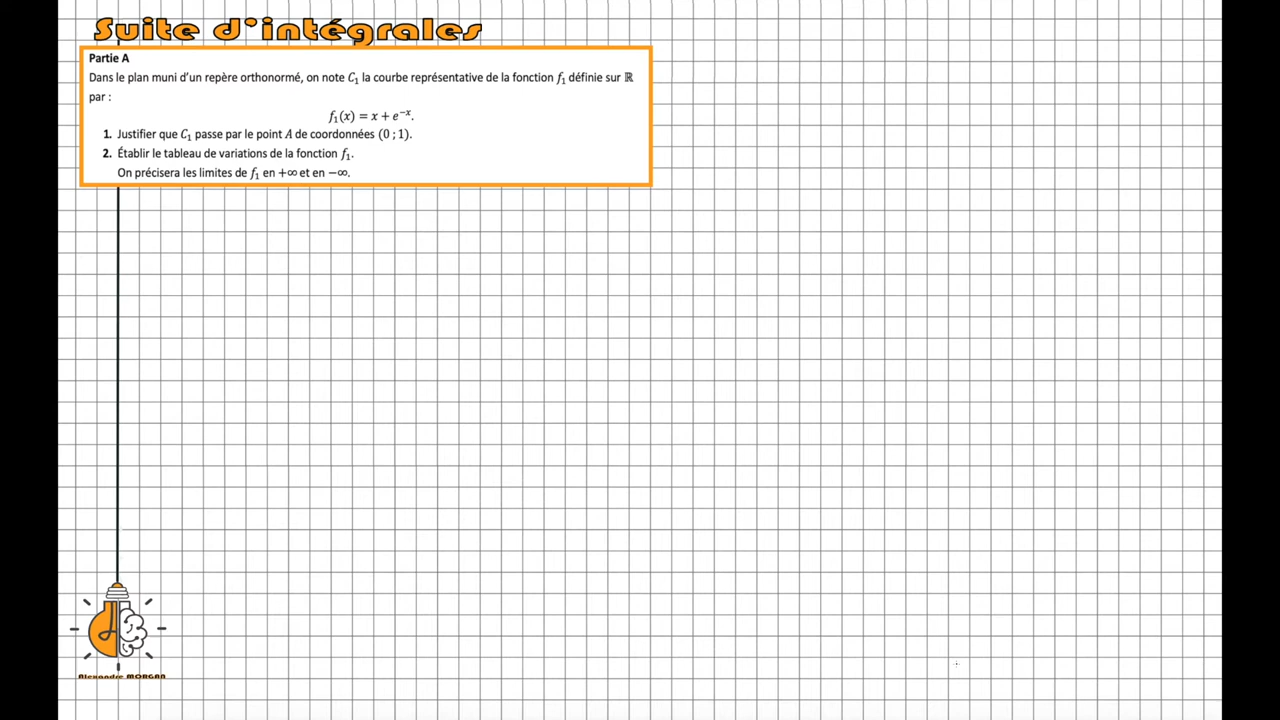 Suite d'intégrales
Partie A
Dans le plan muni d'un repère orthonormé, on note C₁ la courbe représentative de la fonction f₁ définie sur ℝ
par :
f₁(x) = x + e⁻ˣ.
1. Justifier que C₁ passe par le point A de coordonnées (0 ; 1).
2. Établir le tableau de variations de la fonction f₁.
On précisera les limites de f₁ en +∞ et en −∞.
Alexandre MORGAN